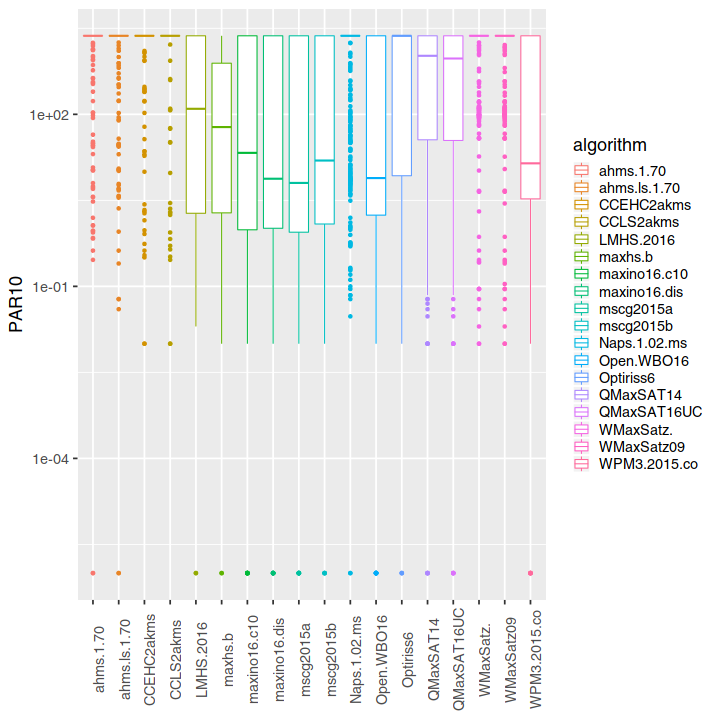 PAR10
1e+02
1e-01
1e-04
ahms.1.70
ahms.ls.1.70
CCEHC2akms
CCLS2akms
LMHS.2016
maxhs.b
maxino16.c10
maxino16.dis
mscg2015a
mscg2015b
Naps.1.02.ms
Open.WBO16
Optiriss6
QMaxSAT14
QMaxSAT16UC
WMaxSatz.
WMaxSatz09
WPM3.2015.co
algorithm
ahms.1.70
ahms.ls.1.70
CCEHC2akms
CCLS2akms
LMHS.2016
maxhs.b
maxino16.c10
maxino16.dis
mscg2015a
mscg2015b
Naps.1.02.ms
Open.WBO16
Optiriss6
QMaxSAT14
QMaxSAT16UC
WMaxSatz.
WMaxSatz09
WPM3.2015.co